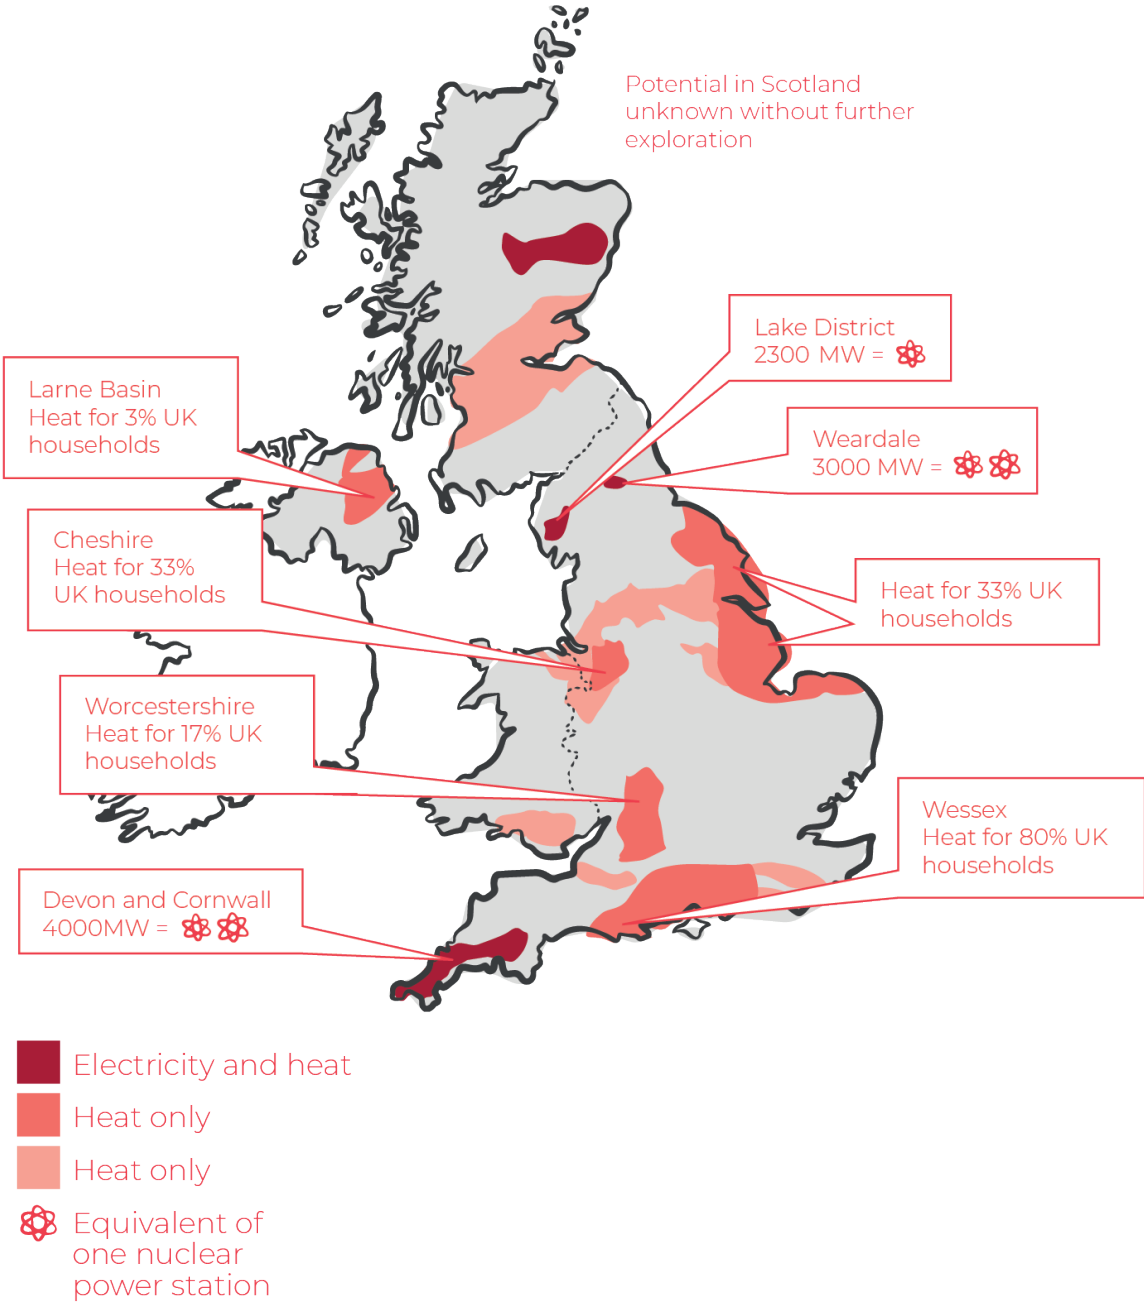 Potential in Scotland
unknown without further
exploration
Lake District
2300 MW =
Larne Basin
Heat for 3% UK
households
Weardale
3000 MW =
Cheshire
Heat for 33%
UK households
Heat for 33% UK
households
Worcestershire
Heat for 17% UK
households
Wessex
Heat for 80% UK
households
Devon and Cornwall
4000MW =
Electricity and heat
Heat only
Heat only
Equivalent of
one nuclear
power station